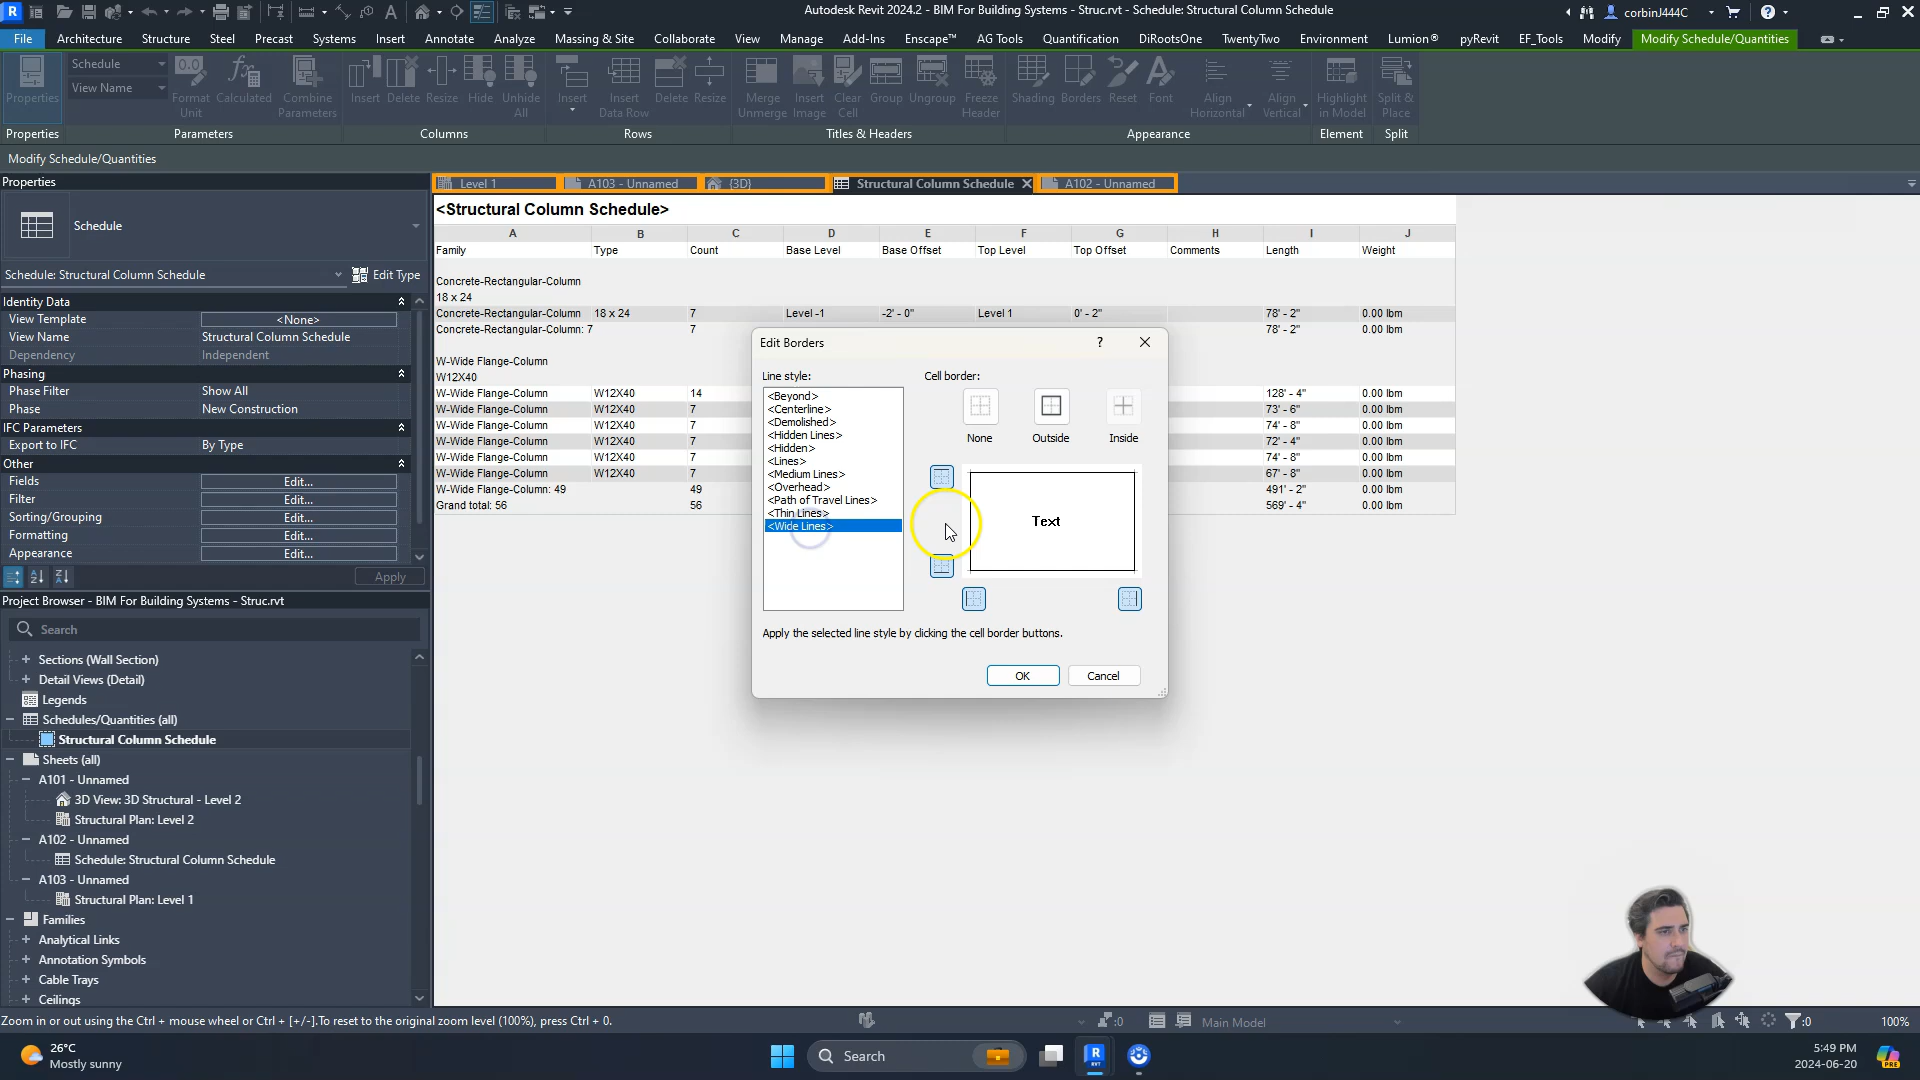 Autodesk Revit 2024.2 - BIM For Building Systems - Struc.rvt - Schedule: Structural Column Schedule
corbinJ444C
File Architecture Structure Steel Precast Systems Insert Annotate Analyze Massing & Site Collaborate View Manage Add-Ins Enscape™ AG Tools Quantification DiRootsOne TwentyTwo Environment Lumion® pyRevit EF_Tools Modify Modify Schedule/Quantities
Schedule
View Name
Properties Format Unit Calculated Combine Parameters Insert Delete Resize Hide Unhide All Insert Insert Data Row Delete Resize Merge Unmerge Insert Image Clear Cell Group Ungroup Freeze Header Shading Borders Reset Font Align Horizontal Align Vertical Highlight in Model Split & Place
Properties Parameters Columns Rows Titles & Headers Appearance Element Split
Modify Schedule/Quantities
Properties
Schedule
Schedule: Structural Column Schedule Edit Type
Identity Data
View Template <None>
View Name Structural Column Schedule
Dependency Independent
Phasing
Phase Filter Show All
Phase New Construction
IFC Parameters
Export to IFC By Type
Other
Fields Edit...
Filter Edit...
Sorting/Grouping Edit...
Formatting Edit...
Appearance Edit...
Apply
Project Browser - BIM For Building Systems - Struc.rvt
Search
Sections (Wall Section)
Detail Views (Detail)
Legends
Schedules/Quantities (all)
Structural Column Schedule
Sheets (all)
A101 - Unnamed
3D View: 3D Structural - Level 2
Structural Plan: Level 2
A102 - Unnamed
Schedule: Structural Column Schedule
A103 - Unnamed
Structural Plan: Level 1
Families
Analytical Links
Annotation Symbols
Cable Trays
Ceilings
Level 1 A103 - Unnamed {3D} Structural Column Schedule A102 - Unnamed
<Structural Column Schedule>
A B C D E F G H I J
Family Type Count Base Level Base Offset Top Level Top Offset Comments Length Weight
Concrete-Rectangular-Column
18 x 24
Concrete-Rectangular-Column 18 x 24 7 Level -1 -2' - 0" Level 1 0' - 2" 78' - 2" 0.00 lbm
Concrete-Rectangular-Column: 7 7 78' - 2" 0.00 lbm
W-Wide Flange-Column
W12X40
W-Wide Flange-Column W12X40 14 128' - 4" 0.00 lbm
W-Wide Flange-Column W12X40 7 73' - 6" 0.00 lbm
W-Wide Flange-Column W12X40 7 74' - 8" 0.00 lbm
W-Wide Flange-Column W12X40 7 72' - 4" 0.00 lbm
W-Wide Flange-Column W12X40 7 74' - 8" 0.00 lbm
W-Wide Flange-Column W12X40 7 67' - 8" 0.00 lbm
W-Wide Flange-Column: 49 49 491' - 2" 0.00 lbm
Grand total: 56 56 569' - 4" 0.00 lbm
Edit Borders ?
Line style:
<Beyond>
<Centerline>
<Demolished>
<Hidden Lines>
<Hidden>
<Lines>
<Medium Lines>
<Overhead>
<Path of Travel Lines>
<Thin Lines>
<Wide Lines>
Cell border:
None Outside Inside
Text
Apply the selected line style by clicking the cell border buttons.
OK Cancel
Zoom in or out using the Ctrl + mouse wheel or Ctrl + [+/-].To reset to the original zoom level (100%), press Ctrl + 0.
:0 Main Model :0 100%
26°C
Mostly sunny
Search
5:49 PM
2024-06-20